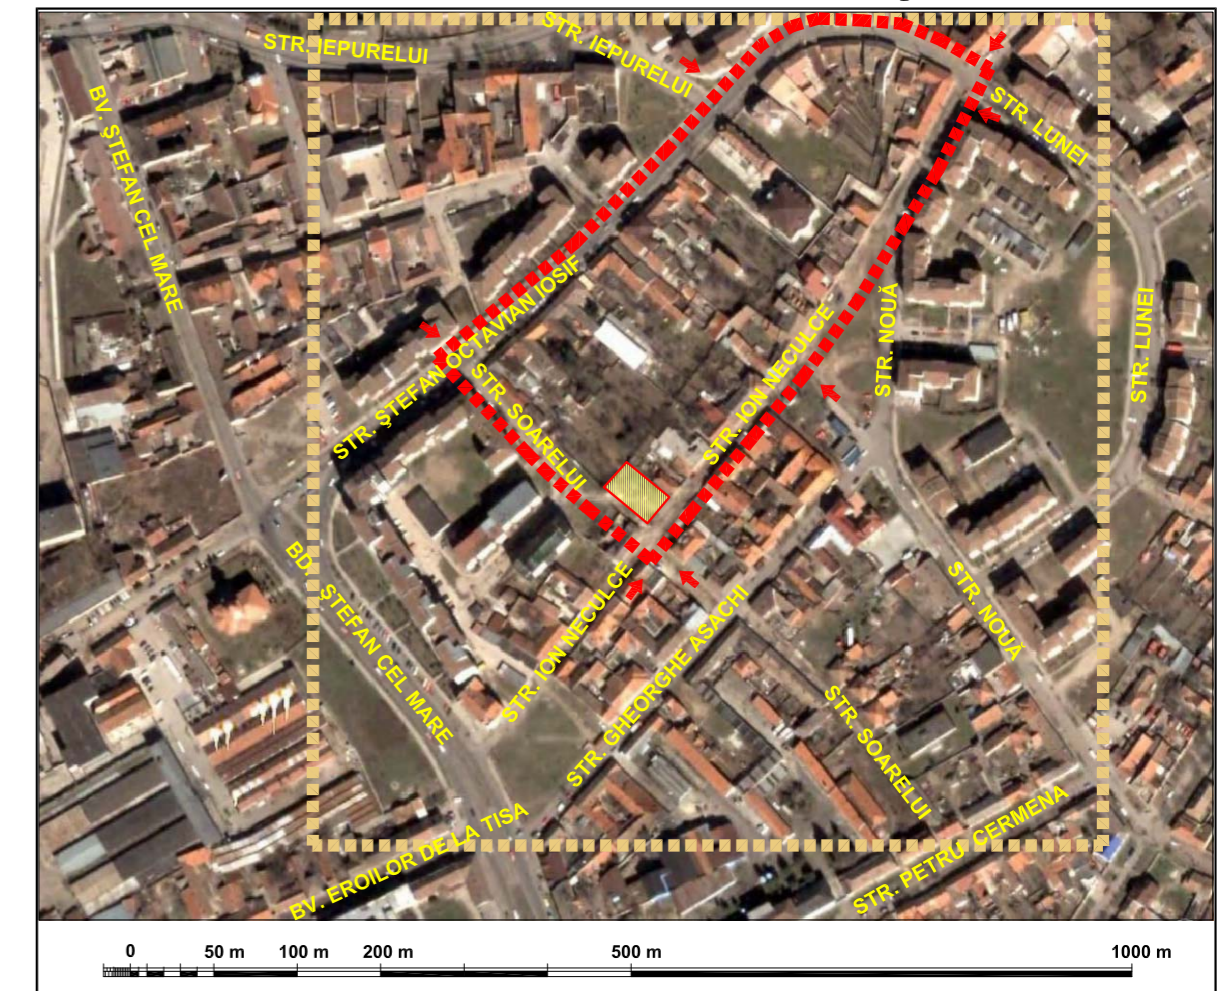 STR. IEPURELUI
STR. IEPURELUI
BV. ŞTEFAN CEL MARE
STR. LUNEI
STR. ŞTEFAN OCTAVIAN IOSIF
STR. NOUĂ
STR. LUNEI
STR. ION NECULCE
STR. SOARELUI
BD. ŞTEFAN CEL MARE
STR. ION NECULCE
STR. GHEORGHE ASACHI
STR. NOUĂ
STR. SOARELUI
BV. EROILOR DE LA TISA
STR. PETRU CERMENA
0 50 m 100 m 200 m 500 m 1000 m